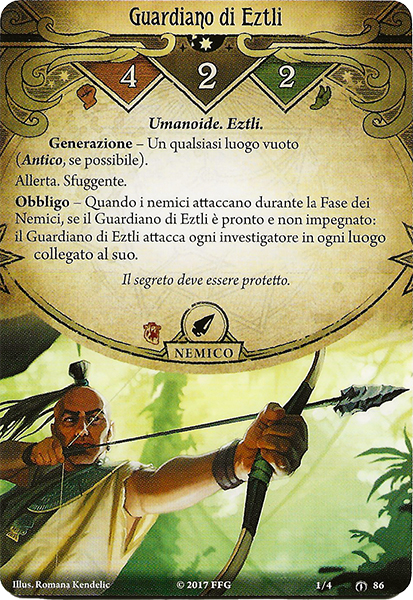 Guardiano di Eztli
4 2 2
Umanoide. Eztli.
Generazione – Un qualsiasi luogo vuoto
(Antico, se possibile).
Allerta. Sfuggente.
Obbligo – Quando i nemici attaccano durante la Fase dei
Nemici, se il Guardiano di Eztli è pronto e non impegnato:
il Guardiano di Eztli attacca ogni investigatore in ogni luogo
collegato al suo.
Il segreto deve essere protetto.
NEMICO
Illus. Romana Kendelic © 2017 FFG 1/4 86